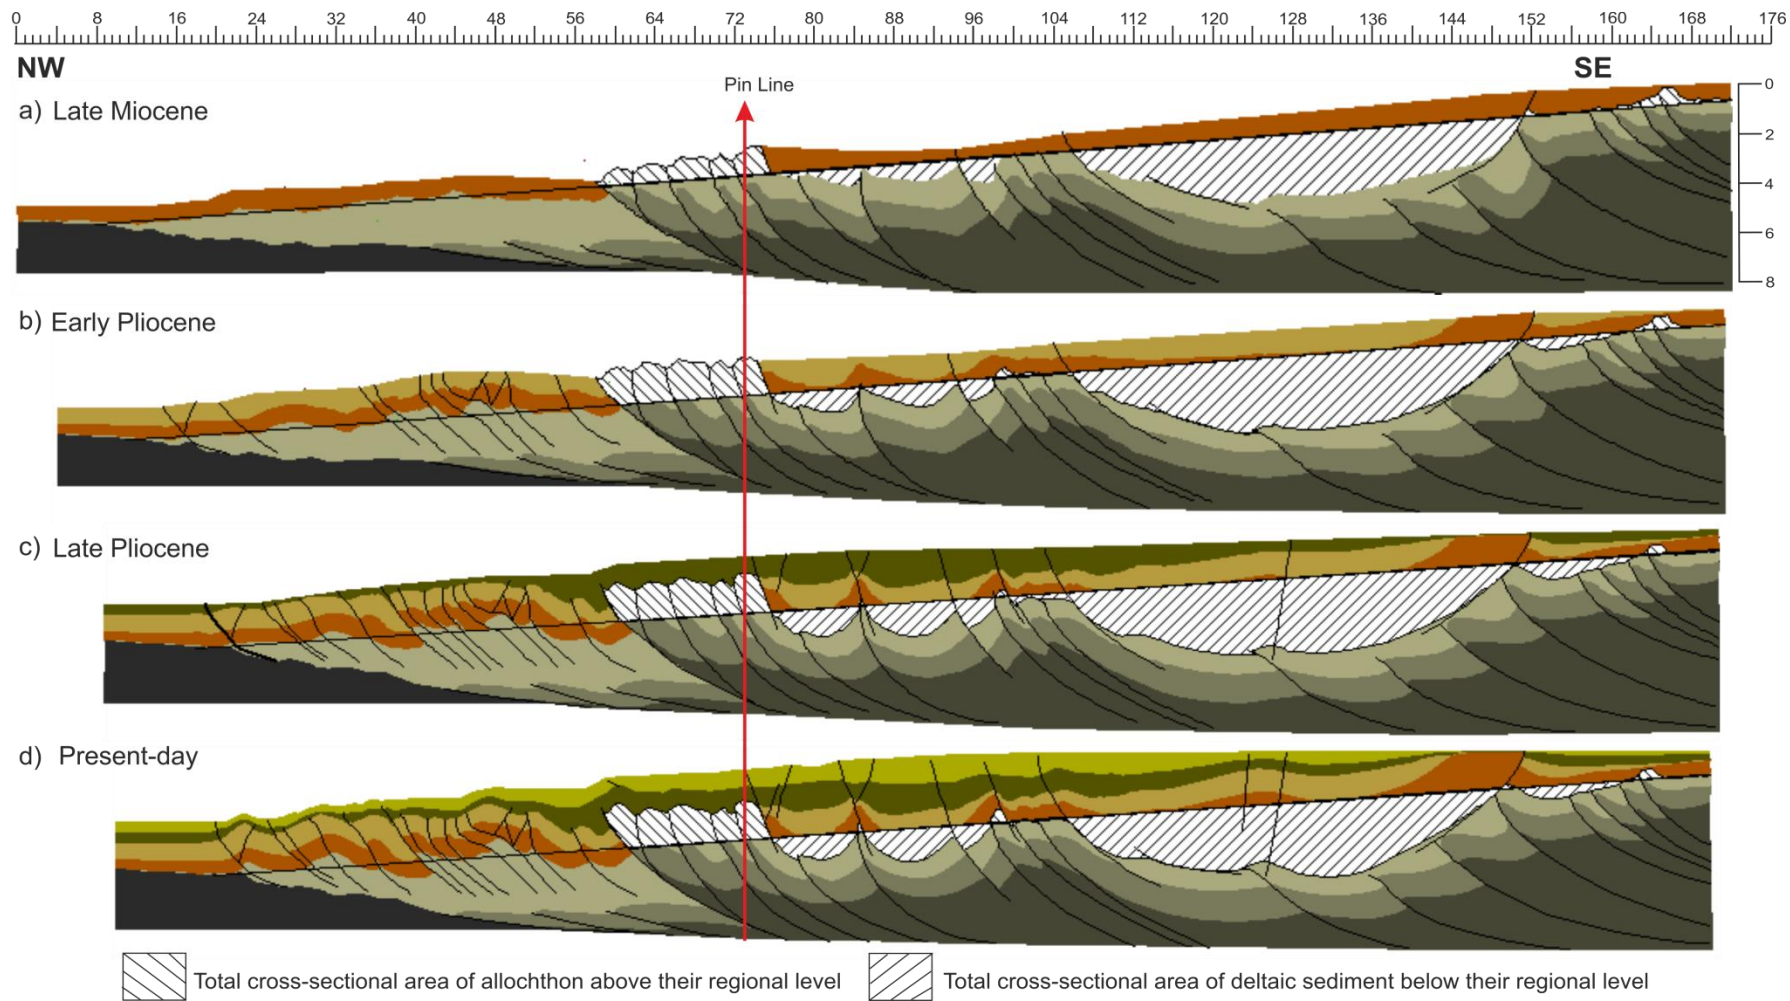 0 8 16 24 32 40 48 56 64 72 80 88 96 104 112 120 128 136 144 152 160 168 176
NW
SE
Pin Line
0
a) Late Miocene
2
4
6
8
b) Early Pliocene
c) Late Pliocene
d) Present-day
Total cross-sectional area of allochthon above their regional level
Total cross-sectional area of deltaic sediment below their regional level